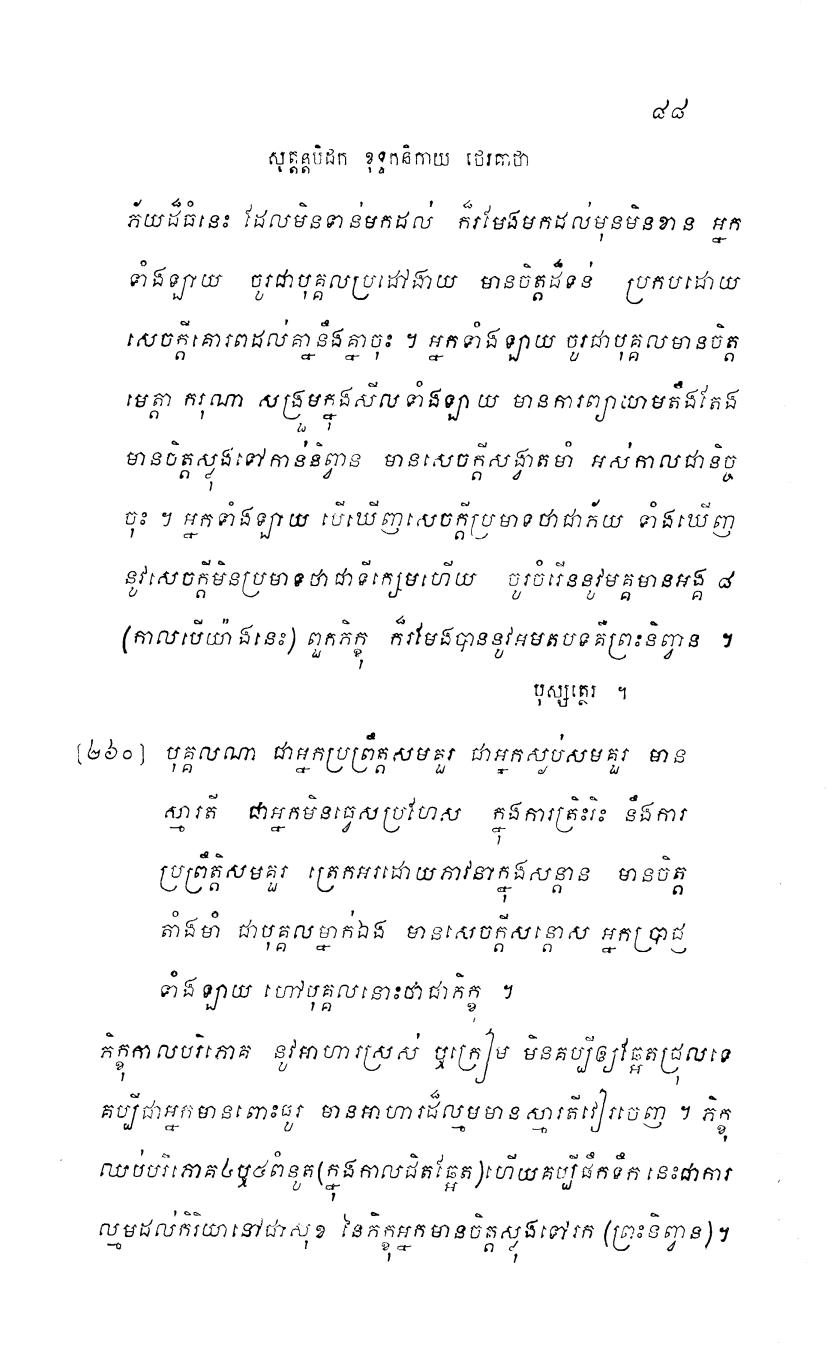 ៨៨
សុត្តន្តបិដក ខុទ្ទកនិកាយ ថេរគាថា
ភ័យដ៏ធំនេះ ដែលមិនទាន់មកដល់ ក៏រមែងមកដល់មុនមិនខាន អ្នក
ទាំងឡាយ ចូរជាបុគ្គលប្រដៅងាយ មានចិត្តដ៏ទន់ ប្រកបដោយ
សេចក្តីគោរពដល់គ្នានឹងគ្នាចុះ ។ អ្នកទាំងឡាយ ចូរជាបុគ្គលមានចិត្ត
មេត្តា ករុណា សង្រួមក្នុងសីលទាំងឡាយ មានការព្យាយាមតឹងតែង
មានចិត្តស្លុងទៅកាន់និព្វាន មានសេចក្តីសង្វាតមាំ អស់កាលជានិច្ច
ចុះ ។ អ្នកទាំងឡាយ បើឃើញសេចក្តីប្រមាទថាជាភ័យ ទាំងឃើញ
នូវសេចក្តីមិនប្រមាទថាជាទីក្សេមហើយ ចូរចំរើននូវមគ្គមានអង្គ ៨
(កាលបើយ៉ាងនេះ) ពួកភិក្ខុ ក៏រមែងបាននូវអមតបទគឺព្រះនិព្វាន ។
បុស្សត្ថេរ ។
[២៦០] បុគ្គលណា ជាអ្នកប្រព្រឹត្តសមគួរ ជាអ្នកស្ងប់សមគួរ មាន
ស្មារតី ជាអ្នកមិនធ្វេសប្រហែស ក្នុងការត្រិះរិះ នឹងការ
ប្រព្រឹត្តិសមគួរ ត្រេកអរដោយភាវនាក្នុងសន្តាន មានចិត្ត
តាំងមាំ ជាបុគ្គលម្នាក់ឯង មានសេចក្តីសន្តោស អ្នកប្រាជ្ញ
ទាំងឡាយ ហៅបុគ្គលនោះថាជាភិក្ខុ ។
ភិក្ខុកាលបរិភោគ នូវអាហារស្រស់ ឬក្រៀម មិនគប្បីឲ្យឆ្អែតជ្រុលទេ
គប្បីជាអ្នកមានពោះធូរ មានអាហារដ៏ល្មមមានស្មារតីវៀរចេញ ។ ភិក្ខុ
ឈប់បរិភោគ៤ឬ៥ពំនូត(ក្នុងកាលជិតឆ្អែត)ហើយគប្បីផឹកទឹក នេះជាការ
ល្មមដល់កិរិយានៅជាសុខ នៃភិក្ខុអ្នកមានចិត្តស្លុងទៅរក (ព្រះនិព្វាន)។